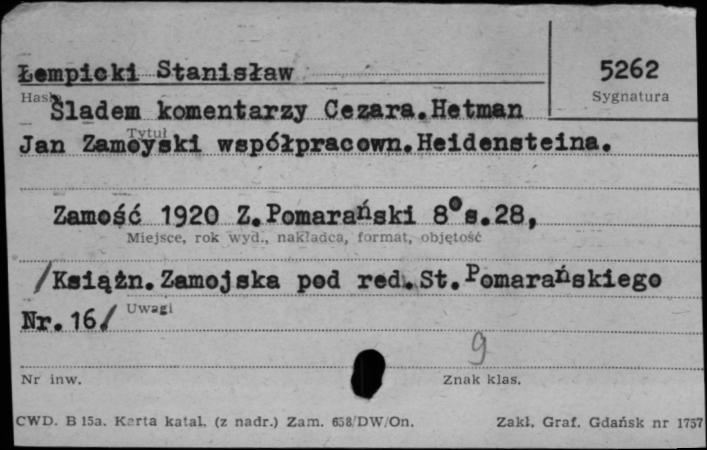 Łempicki Stanisław
5262
Hasło
Sygnatura
Śladem komentarzy Cezara.Hetman
Tytuł
Jan Zamoyski współpracown.Heidensteina.
Zamość 1920 Z.Pomarański 8° s.28,
Miejsce, rok wyd., nakładca, format, objętość
/Książn.Zamojska pod red.St.Pomarańskiego
Uwagi
Nr.16/
9
Nr inw.
Znak klas.
CWD. B 15a. Karta katal. (z nadr.) Zam. 658/DW/On.
Zakł. Graf. Gdańsk nr 1757